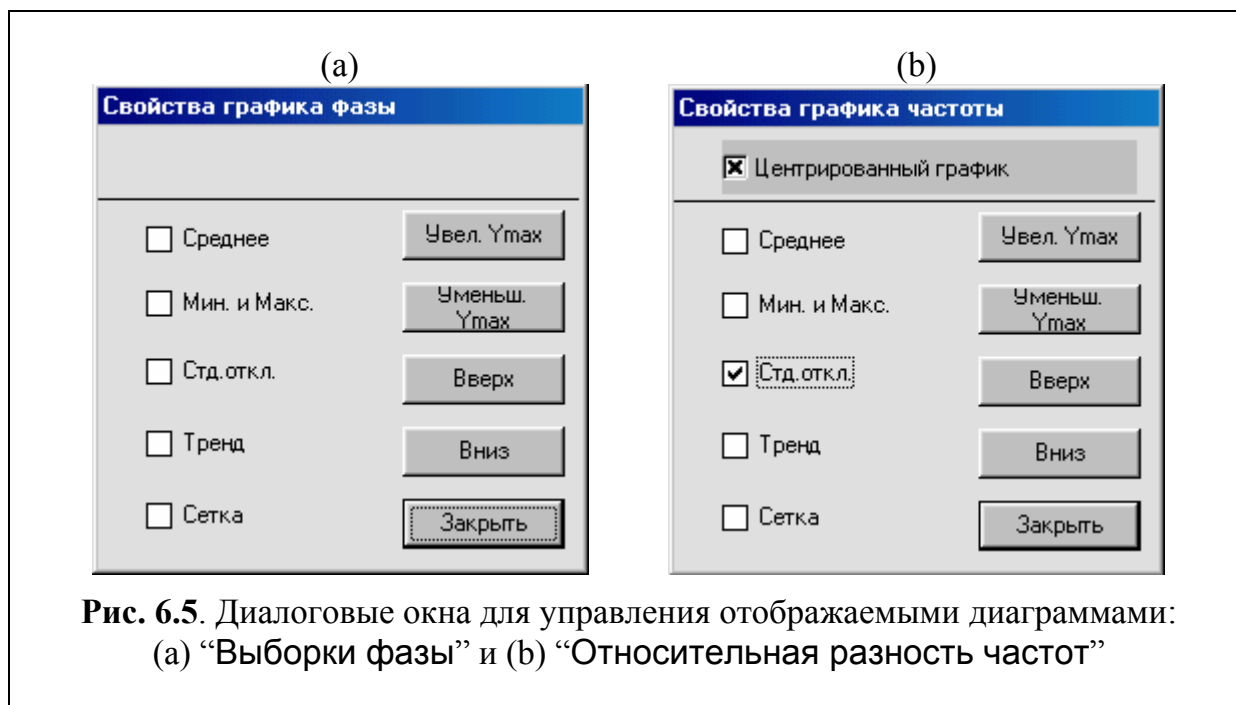 (a) (b)
Свойства графика фазы
Среднее Увел. Ymax
Мин. и Макс. Уменьш. Ymax
Стд.откл. Вверх
Тренд Вниз
Сетка Закрыть
Свойства графика частоты
Центрированный график
Среднее Увел. Ymax
Мин. и Макс. Уменьш. Ymax
Стд.откл. Вверх
Тренд Вниз
Сетка Закрыть
Рис. 6.5. Диалоговые окна для управления отображаемыми диаграммами:
(a) “Выборки фазы” и (b) “Относительная разность частот”